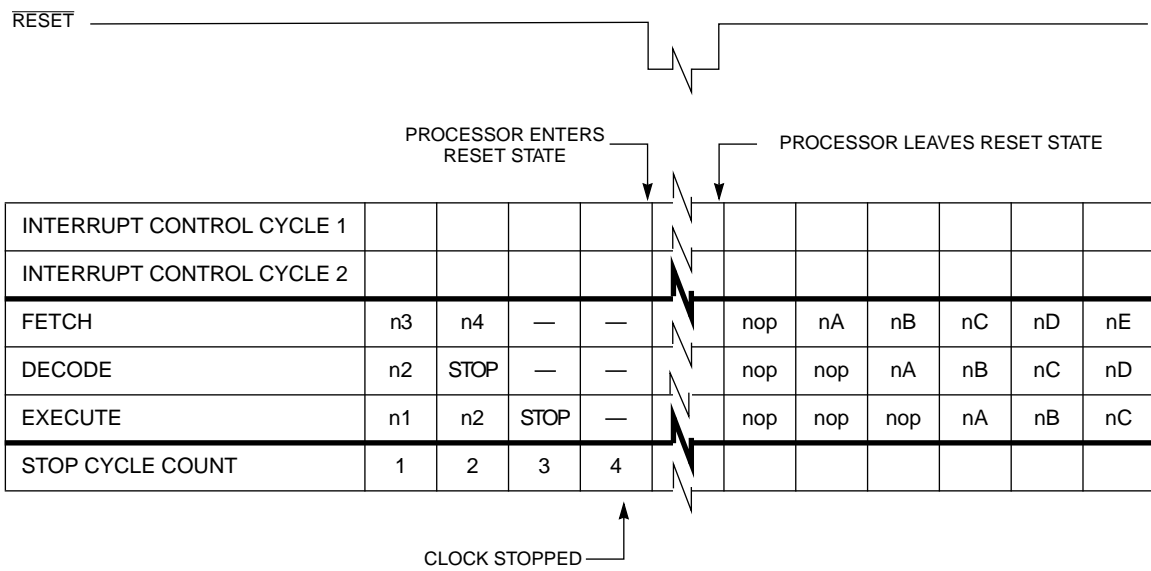 RESET
PROCESSOR ENTERS
RESET STATE
PROCESSOR LEAVES RESET STATE
INTERRUPT CONTROL CYCLE 1
INTERRUPT CONTROL CYCLE 2
FETCH n3 n4 — — nop nA nB nC nD nE
DECODE n2 STOP — — nop nop nA nB nC nD
EXECUTE n1 n2 STOP — nop nop nop nA nB nC
STOP CYCLE COUNT 1 2 3 4
CLOCK STOPPED